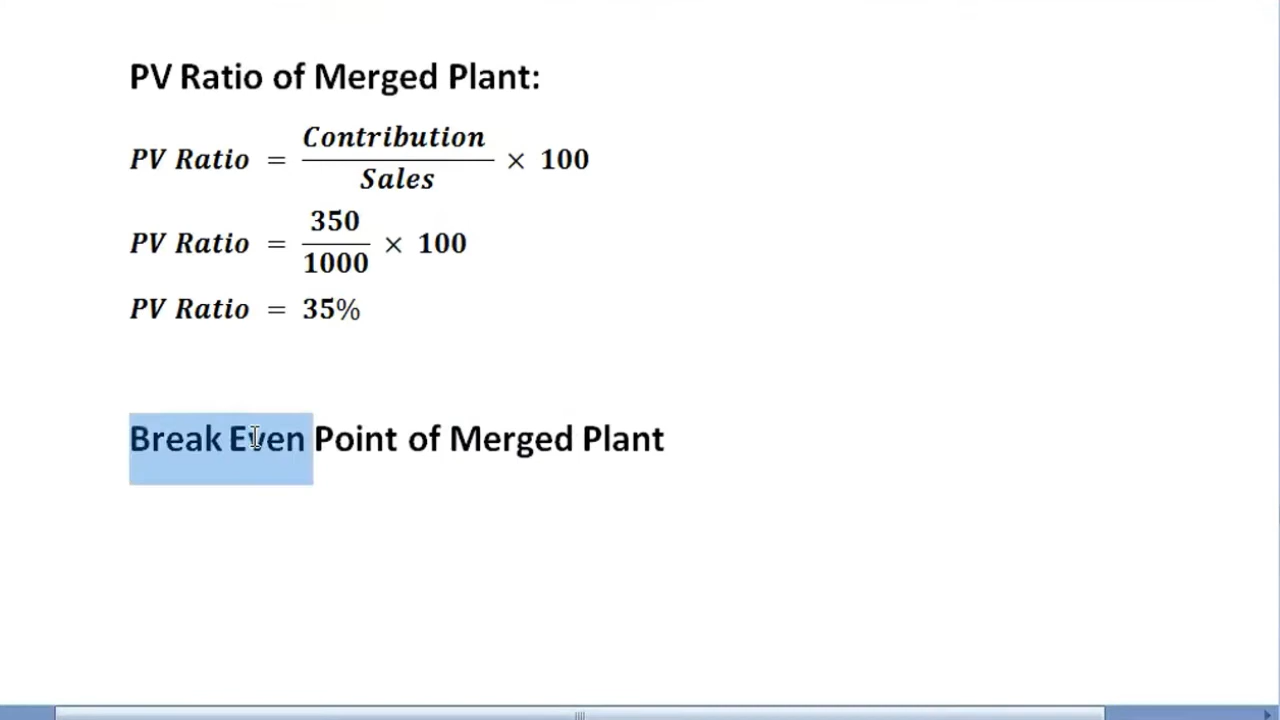 PV Ratio of Merged Plant:
PV Ratio = Contribution / Sales × 100
PV Ratio = 350 / 1000 × 100
PV Ratio = 35%
Break Even Point of Merged Plant